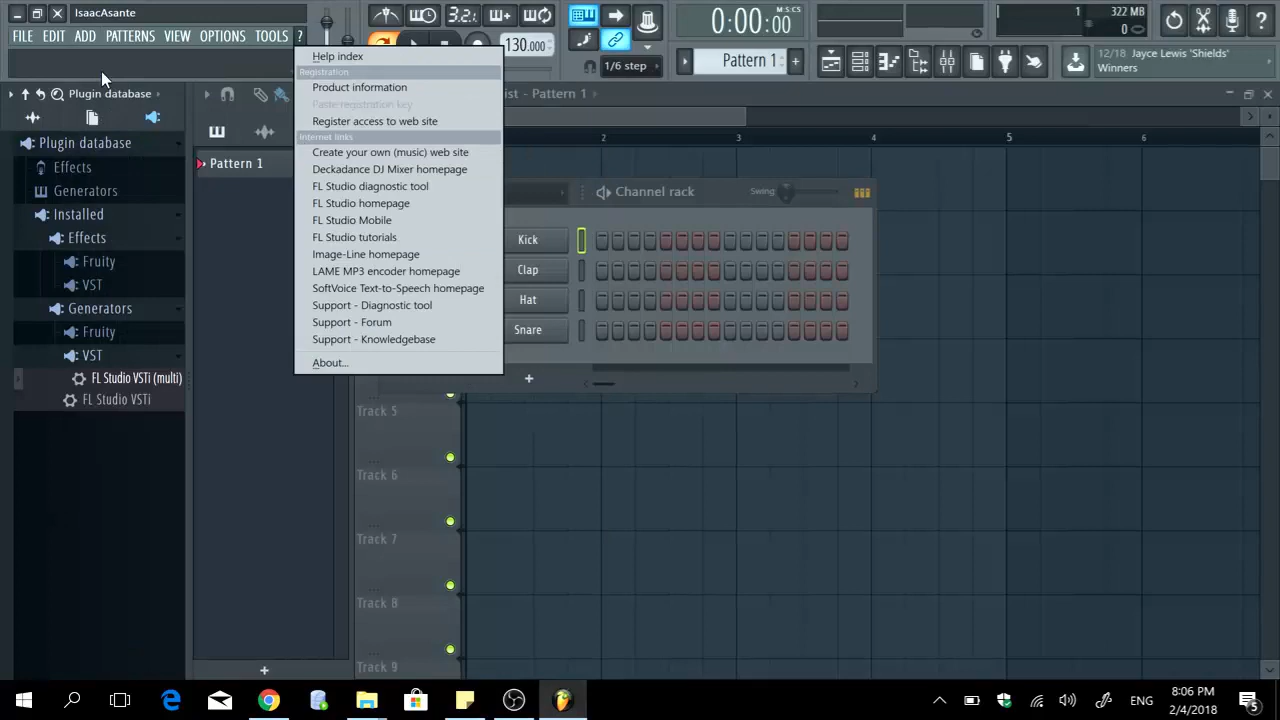 IsaacAsante
FILE EDIT ADD PATTERNS VIEW OPTIONS TOOLS ?
3.2.
130.000
1/6 step
0:00:00
M:S:CS
Pattern 1
1 322 MB
0
12/18 Jayce Lewis 'Shields'
Winners
Help index
Registration
Product information
Paste registration key
Register access to web site
Internet links
Create your own (music) web site
Deckadance DJ Mixer homepage
FL Studio diagnostic tool
FL Studio homepage
FL Studio Mobile
FL Studio tutorials
Image-Line homepage
LAME MP3 encoder homepage
SoftVoice Text-to-Speech homepage
Support - Diagnostic tool
Support - Forum
Support - Knowledgebase
About...
Plugin database
Plugin database
Effects
Generators
Installed
Effects
Fruity
VST
Generators
Fruity
VST
FL Studio VSTi (multi)
FL Studio VSTi
Pattern 1
ist - Pattern 1
2 3 4 5 6
Channel rack
Swing
Kick
Clap
Hat
Snare
Track 5
Track 6
Track 7
Track 8
Track 9
ENG
8:06 PM
2/4/2018
5